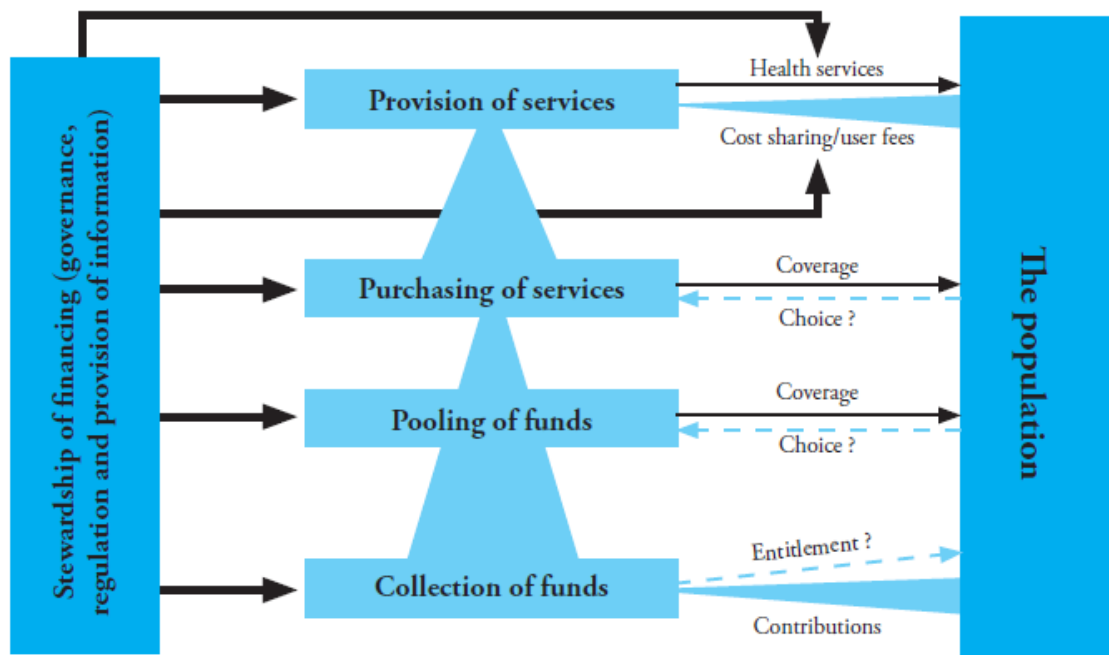 Stewardship of financing (governance,
regulation and provision of information)
Provision of services
Health services
Cost sharing/user fees
Purchasing of services
Coverage
Choice ?
Pooling of funds
Coverage
Choice ?
Collection of funds
Entitlement ?
Contributions
The population